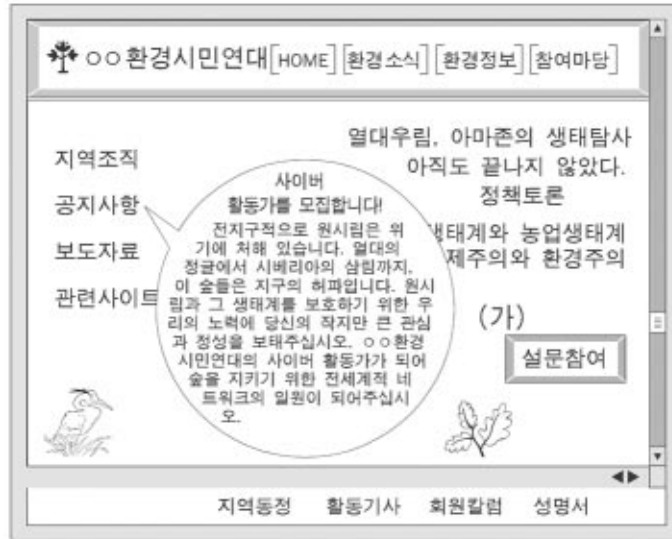 ○○환경시민연대[HOME][환경소식][환경정보][참여마당]
지역조직
공지사항
보도자료
관련사이트
사이버
활동가를 모집합니다!
전지구적으로 원시림은 위
기에 처해 있습니다. 열대의
정글에서 시베리아의 삼림까지,
이 숲들은 지구의 허파입니다. 원시
림과 그 생태계를 보호하기 위한 우
리의 노력에 당신의 작지만 큰 관심
과 정성을 보태주십시오. ○○환경
시민연대의 사이버 활동가가 되어
숲을 지키기 위한 전세계적 네
트워크의 일원이 되어주십시
오.
열대우림, 아마존의 생태탐사
아직도 끝나지 않았다.
정책토론
생태계와 농업생태계
제주의와 환경주의
(가)
설문참여
지역동정 활동기사 회원칼럼 성명서